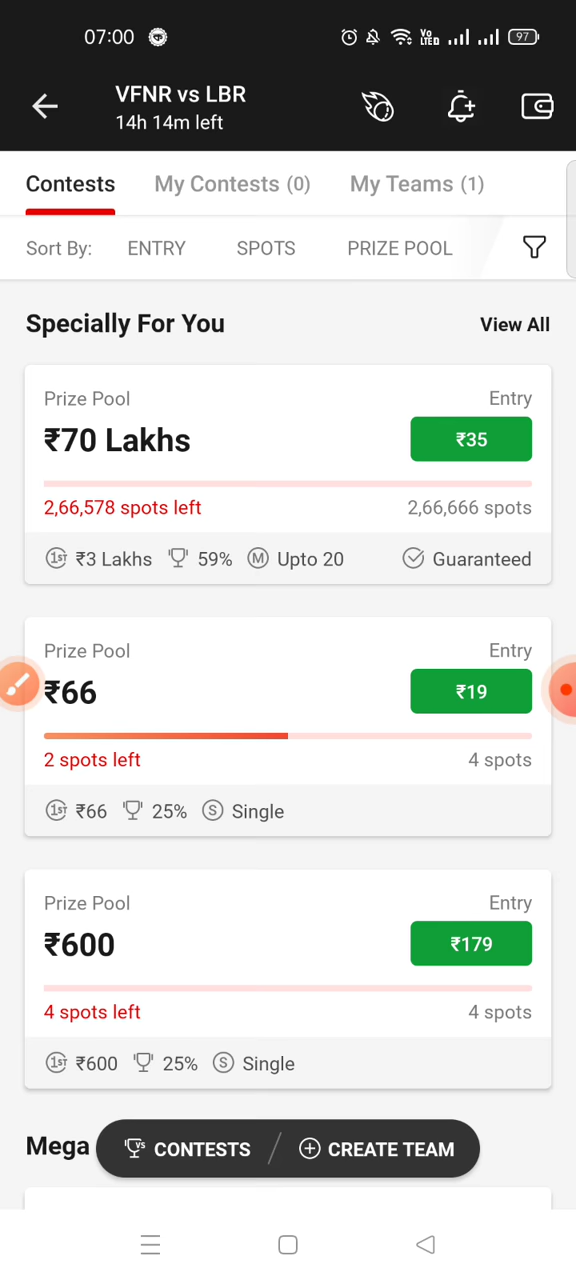 07:00 VoLTED 97
VFNR vs LBR
14h 14m left
Contests My Contests (0) My Teams (1)
Sort By: ENTRY SPOTS PRIZE POOL
Specially For You View All
Prize Pool Entry
₹70 Lakhs ₹35
2,66,578 spots left 2,66,666 spots
1ST ₹3 Lakhs 59% M Upto 20 Guaranteed
Prize Pool Entry
₹66 ₹19
2 spots left 4 spots
1ST ₹66 25% S Single
Prize Pool Entry
₹600 ₹179
4 spots left 4 spots
1ST ₹600 25% S Single
Mega VS CONTESTS CREATE TEAM